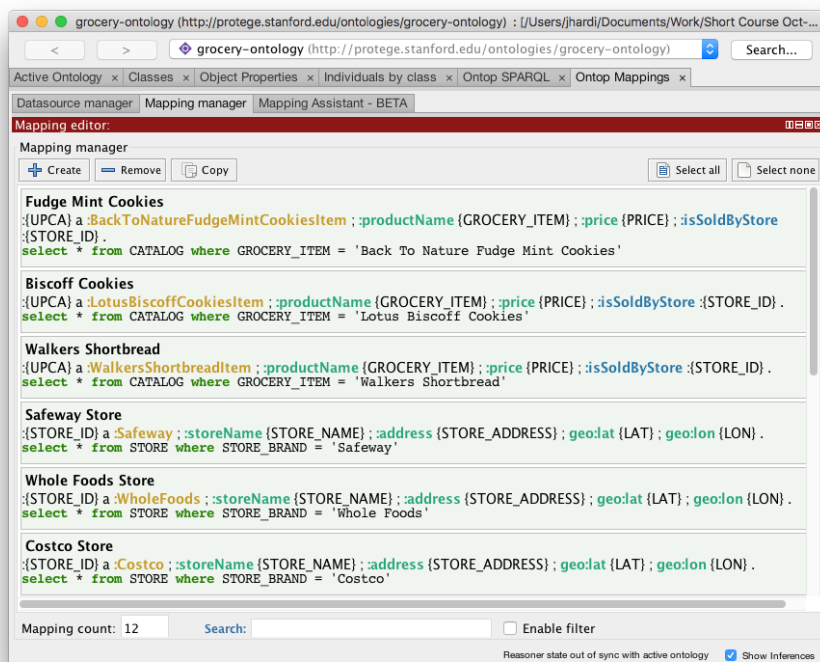 grocery-ontology (http://protege.stanford.edu/ontologies/grocery-ontology) : [/Users/jhardi/Documents/Work/Short Course Oct-...
< > grocery-ontology (http://protege.stanford.edu/ontologies/grocery-ontology) Search...
Active Ontology × Classes × Object Properties × Individuals by class × Ontop SPARQL × Ontop Mappings ×
Datasource manager Mapping manager Mapping Assistant - BETA
Mapping editor:
Mapping manager
Create Remove Copy Select all Select none
Fudge Mint Cookies
:{UPCA} a :BackToNatureFudgeMintCookiesItem ; :productName {GROCERY_ITEM} ; :price {PRICE} ; :isSoldByStore
:{STORE_ID} .
select * from CATALOG where GROCERY_ITEM = 'Back To Nature Fudge Mint Cookies'
Biscoff Cookies
:{UPCA} a :LotusBiscoffCookiesItem ; :productName {GROCERY_ITEM} ; :price {PRICE} ; :isSoldByStore :{STORE_ID} .
select * from CATALOG where GROCERY_ITEM = 'Lotus Biscoff Cookies'
Walkers Shortbread
:{UPCA} a :WalkersShortbreadItem ; :productName {GROCERY_ITEM} ; :price {PRICE} ; :isSoldByStore :{STORE_ID} .
select * from CATALOG where GROCERY_ITEM = 'Walkers Shortbread'
Safeway Store
:{STORE_ID} a :Safeway ; :storeName {STORE_NAME} ; :address {STORE_ADDRESS} ; geo:lat {LAT} ; geo:lon {LON} .
select * from STORE where STORE_BRAND = 'Safeway'
Whole Foods Store
:{STORE_ID} a :WholeFoods ; :storeName {STORE_NAME} ; :address {STORE_ADDRESS} ; geo:lat {LAT} ; geo:lon {LON} .
select * from STORE where STORE_BRAND = 'Whole Foods'
Costco Store
:{STORE_ID} a :Costco ; :storeName {STORE_NAME} ; :address {STORE_ADDRESS} ; geo:lat {LAT} ; geo:lon {LON} .
select * from STORE where STORE_BRAND = 'Costco'
Mapping count: 12 Search: Enable filter
Reasoner state out of sync with active ontology Show Inferences